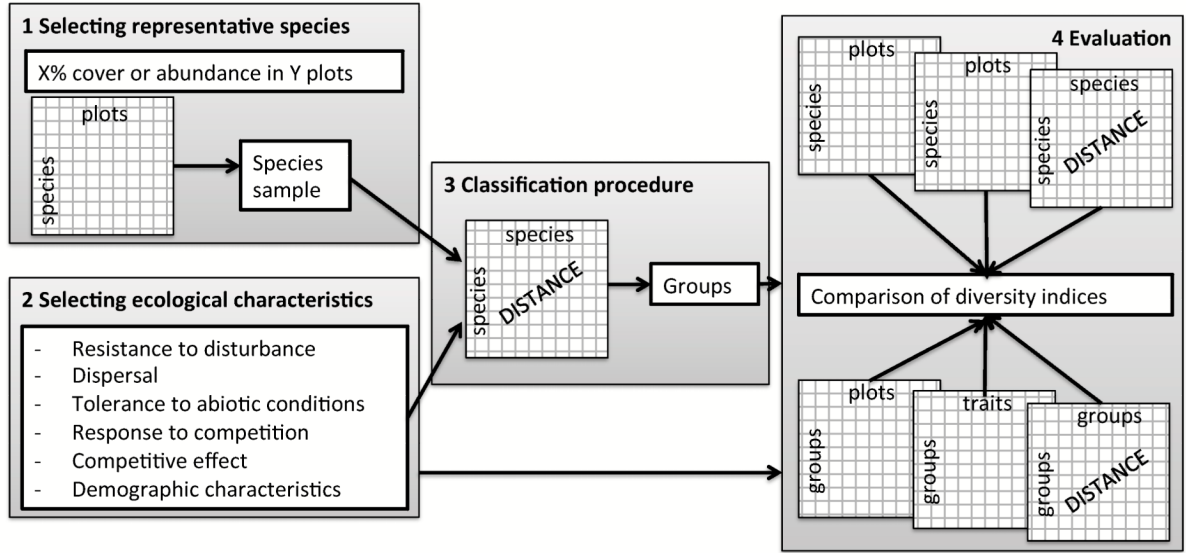 1 Selecting representative species
X% cover or abundance in Y plots
plots
species
Species
sample
2 Selecting ecological characteristics
- Resistance to disturbance
- Dispersal
- Tolerance to abiotic conditions
- Response to competition
- Competitive effect
- Demographic characteristics
3 Classification procedure
species
species
DISTANCE
Groups
4 Evaluation
plots
species
plots
species
species
species
DISTANCE
Comparison of diversity indices
plots
groups
traits
groups
groups
groups
DISTANCE